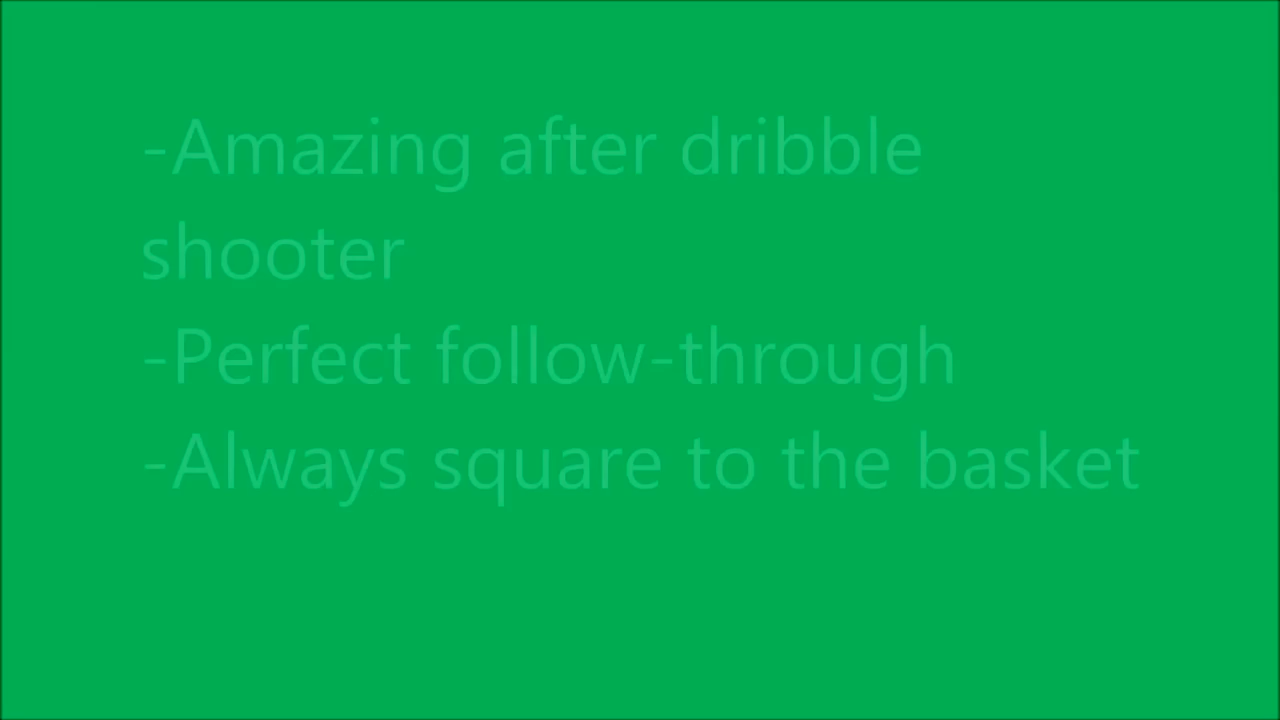 -Amazing after dribble
shooter
-Perfect follow-through
-Always square to the basket